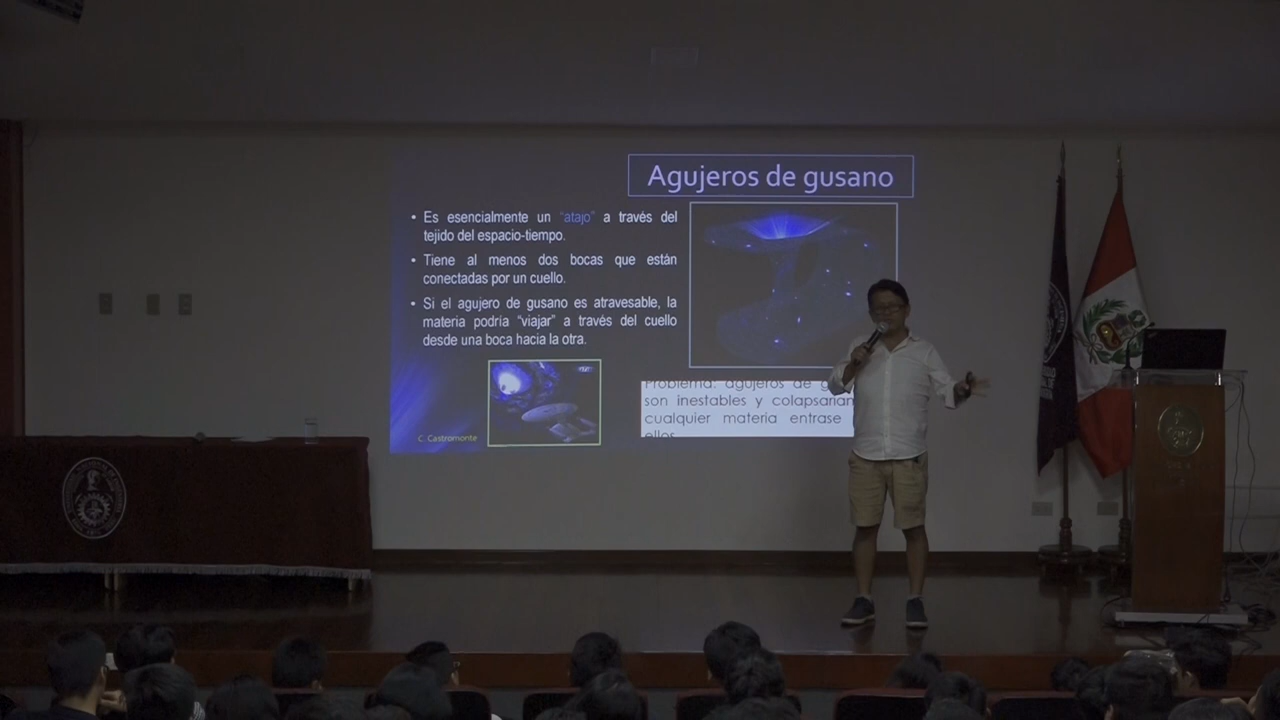 Agujeros de gusano
• Es esencialmente un "atajo" a través del
tejido del espacio-tiempo.
• Tiene al menos dos bocas que están
conectadas por un cuello.
• Si el agujero de gusano es atravesable, la
materia podría "viajar" a través del cuello
desde una boca hacia la otra.
Problema: agujeros de
son inestables y colapsarían
cualquier materia entrase
ellos
C. Castromonte